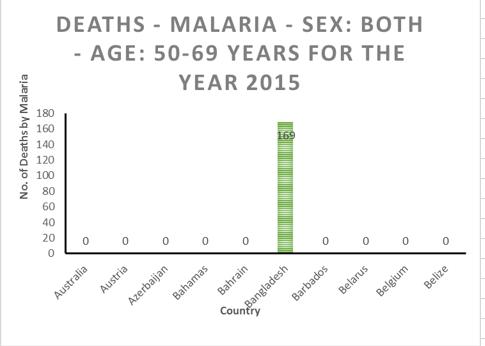 DEATHS - MALARIA - SEX: BOTH
- AGE: 50-69 YEARS FOR THE
YEAR 2015
No. of Deaths by Malaria
180
160
140
120
100
80
60
40
20
0
0
0
0
0
0
169
0
0
0
0
Australia
Austria
Azerbaijan
Bahamas
Bahrain
Bangladesh
Barbados
Belarus
Belgium
Belize
Country